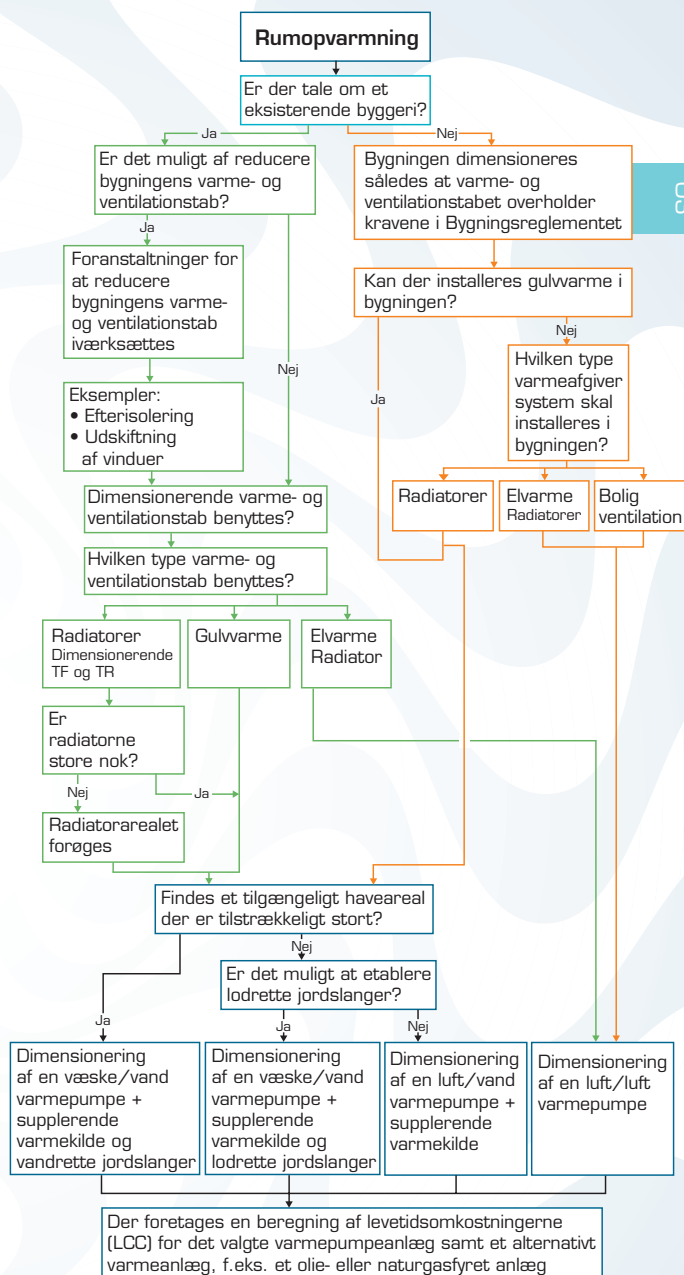 Rumopvarmning
Er der tale om et
eksisterende byggeri?
Ja
Nej
Er det muligt af reducere
bygningens varme- og
ventilationstab?
Bygningen dimensioneres
således at varme- og
ventilationstabet overholder
kravene i Bygningsreglementet
Ja
Nej
Foranstaltninger for
at reducere
bygningens varme-
og ventilationstab
iværksættes
Kan der installeres gulvvarme i
bygningen?
Ja
Nej
Eksempler:
• Efterisolering
• Udskiftning
af vinduer
Hvilken type
varmeafgiver
system skal
installeres i
bygningen?
Dimensionerende varme- og
ventilationstab benyttes?
Radiatorer
Elvarme
Radiatorer
Bolig
ventilation
Hvilken type varme- og
ventilationstab benyttes?
Radiatorer
Dimensionerende
TF og TR
Gulvvarme
Elvarme
Radiator
Er
radiatorne
store nok?
Nej
Ja
Radiatorarealet
forøges
Findes et tilgængeligt haveareal
der er tilstrækkeligt stort?
Nej
Er det muligt at etablere
lodrette jordslanger?
Ja
Ja
Nej
Dimensionering
af en væske/vand
varmepumpe +
supplerende
varmekilde og
vandrette jordslanger
Dimensionering
af en væske/vand
varmepumpe +
supplerende
varmekilde og
lodrette jordslanger
Dimensionering
af en luft/vand
varmepumpe +
supplerende
varmekilde
Dimensionering
af en luft/luft
varmepumpe
Der foretages en beregning af levetidsomkostningerne
(LCC) for det valgte varmepumpeanlæg samt et alternativt
varmeanlæg, f.eks. et olie- eller naturgasfyret anlæg